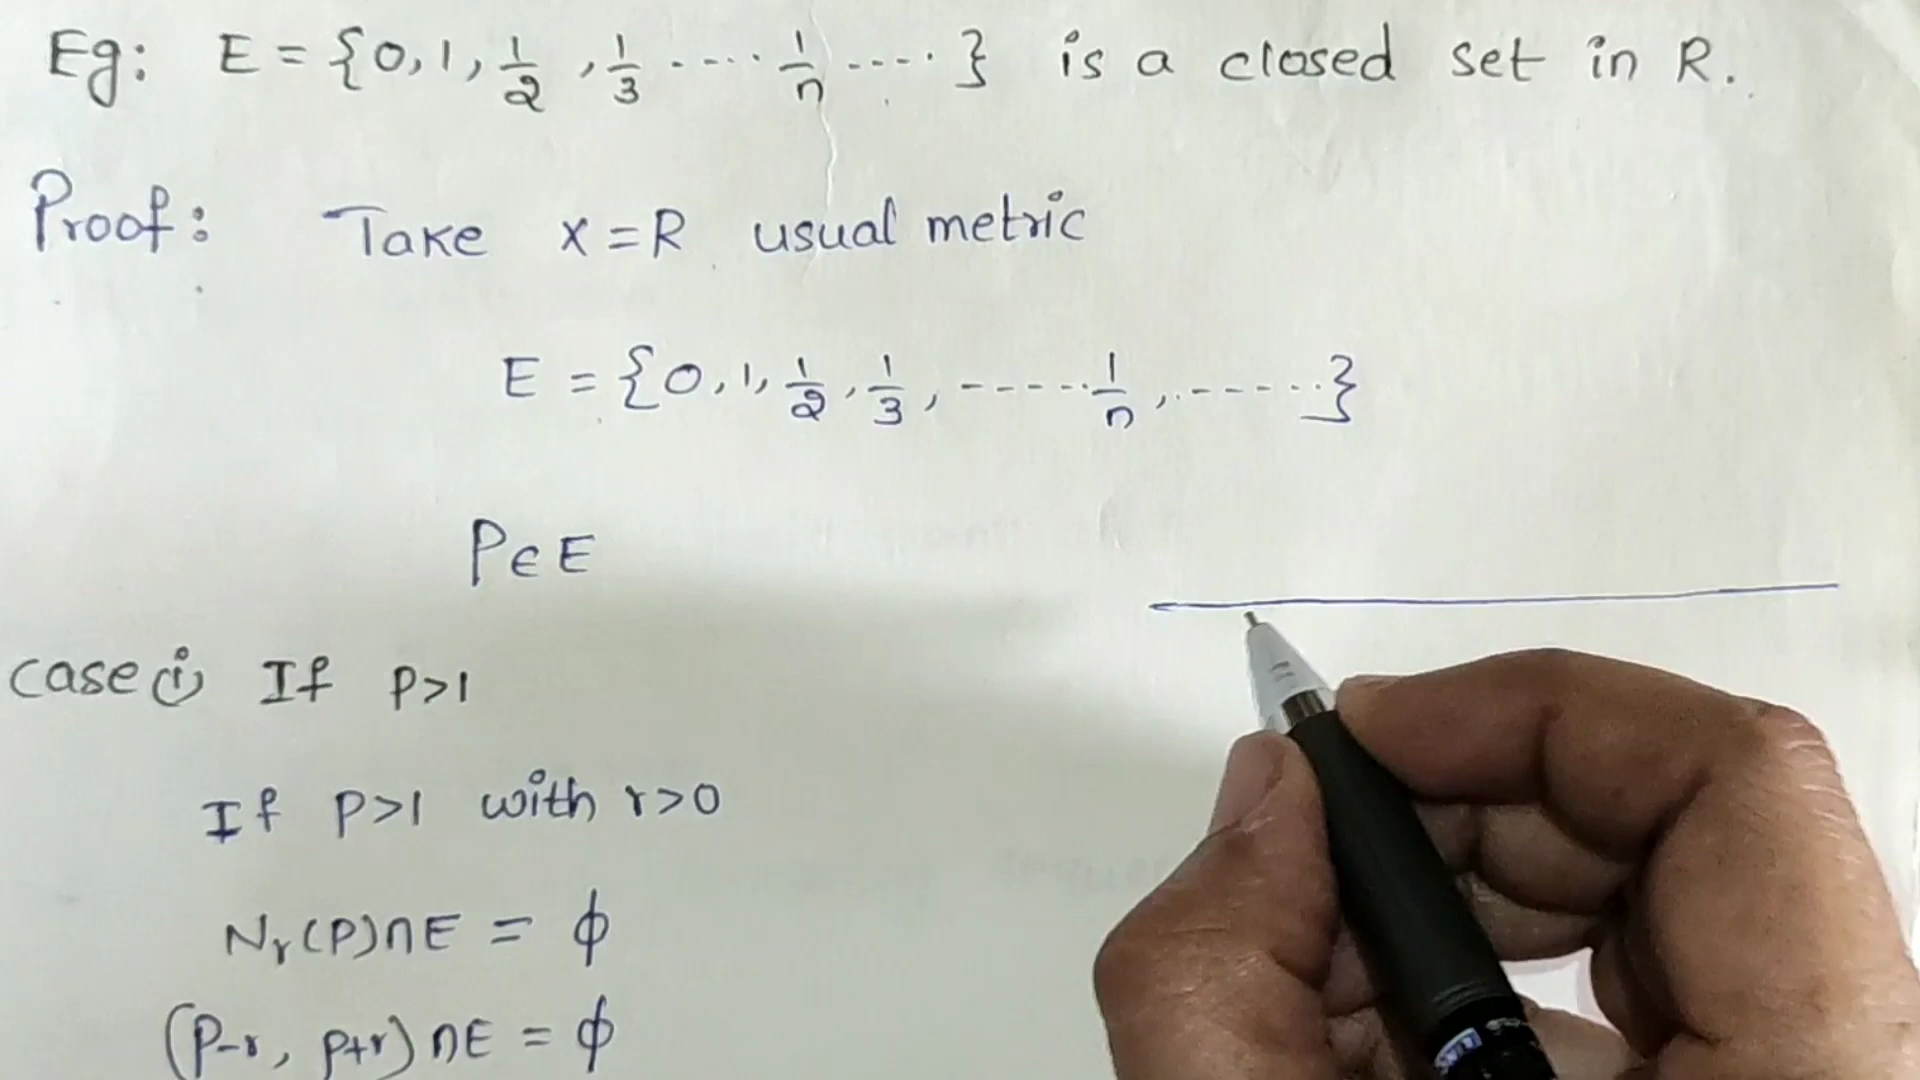 Eg: E = {0, 1, 1/2, 1/3 .... 1/n .... } is a closed set in R.
Proof: Take X = R usual metric
E = {0, 1, 1/2, 1/3, ..... 1/n, ...... }
P ∈ E
case (i) If P>1
If P>1 with r>0
Nr(P)∩E = ϕ
(P-r, P+r)∩E = ϕ